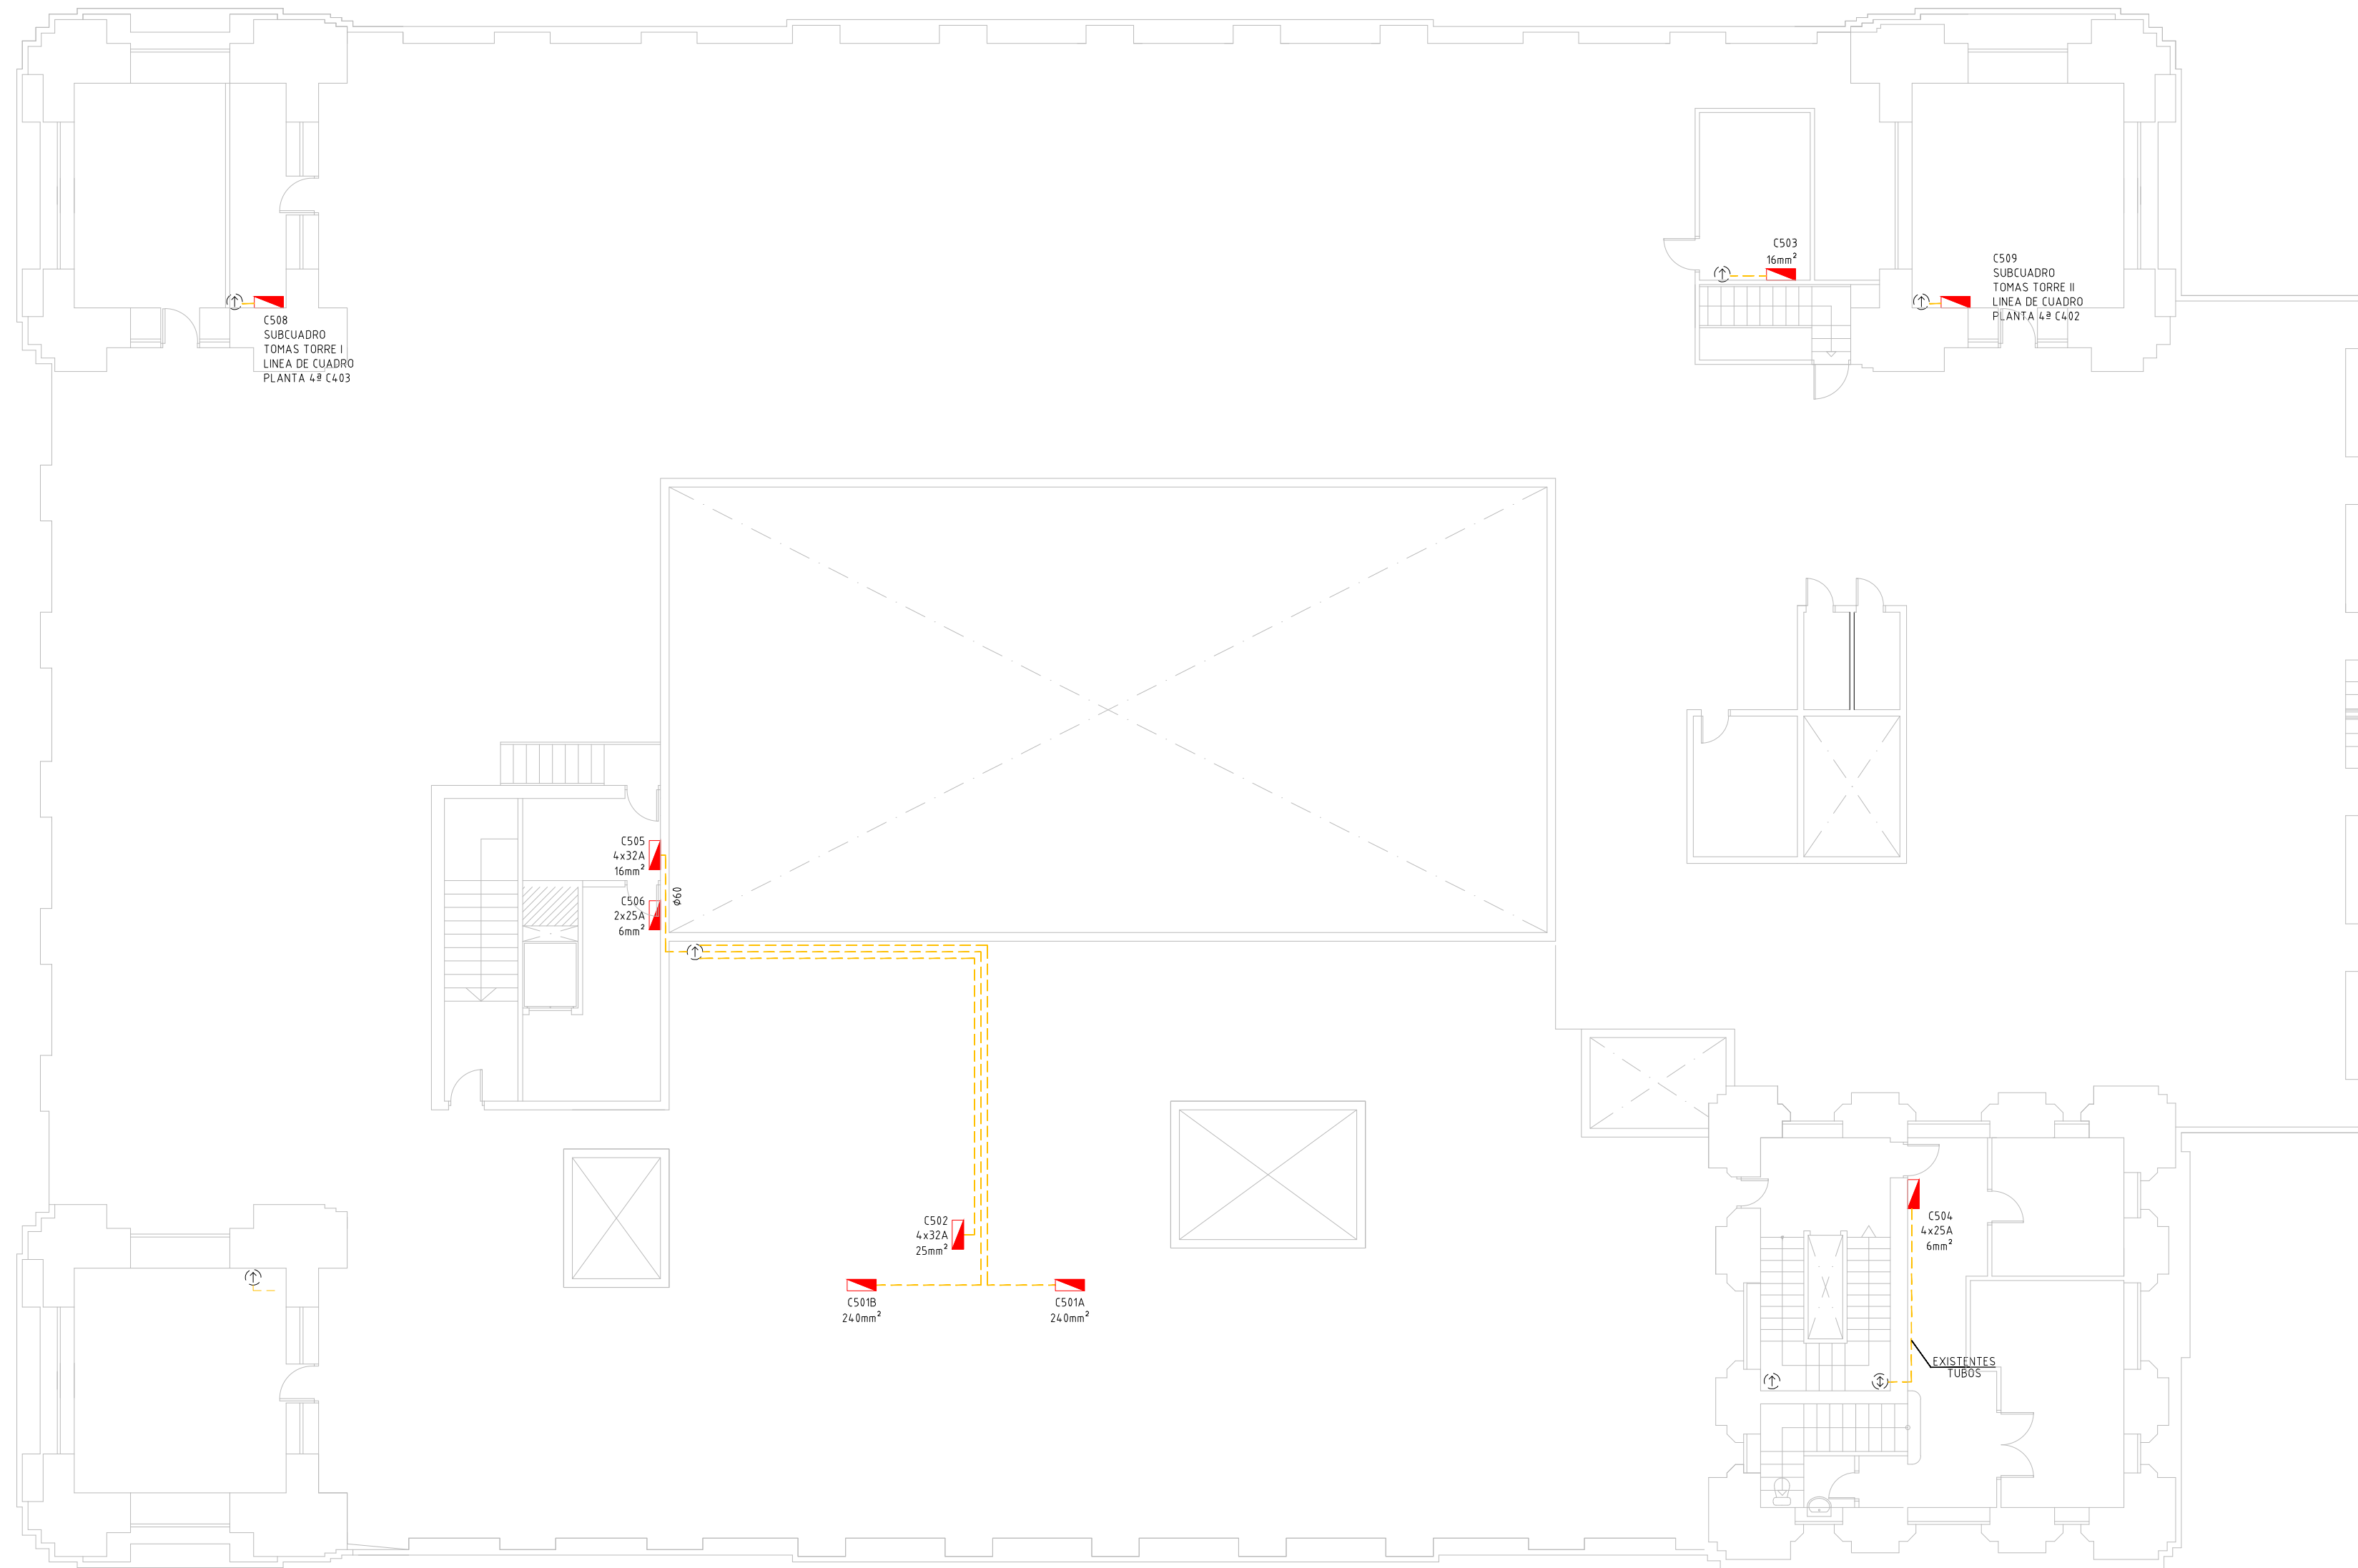 C503
16mm²
C509
SUBCUADRO
TOMAS TORRE II
LINEA DE CUADRO
PLANTA 4ª C402
C508
SUBCUADRO
TOMAS TORRE I
LINEA DE CUADRO
PLANTA 4ª C403
C505
4x32A
16mm²
Φ60
C506
2x25A
6mm²
C502
4x32A
25mm²
C504
4x25A
6mm²
C501B
240mm²
C501A
240mm²
EXISTENTES
TUBOS